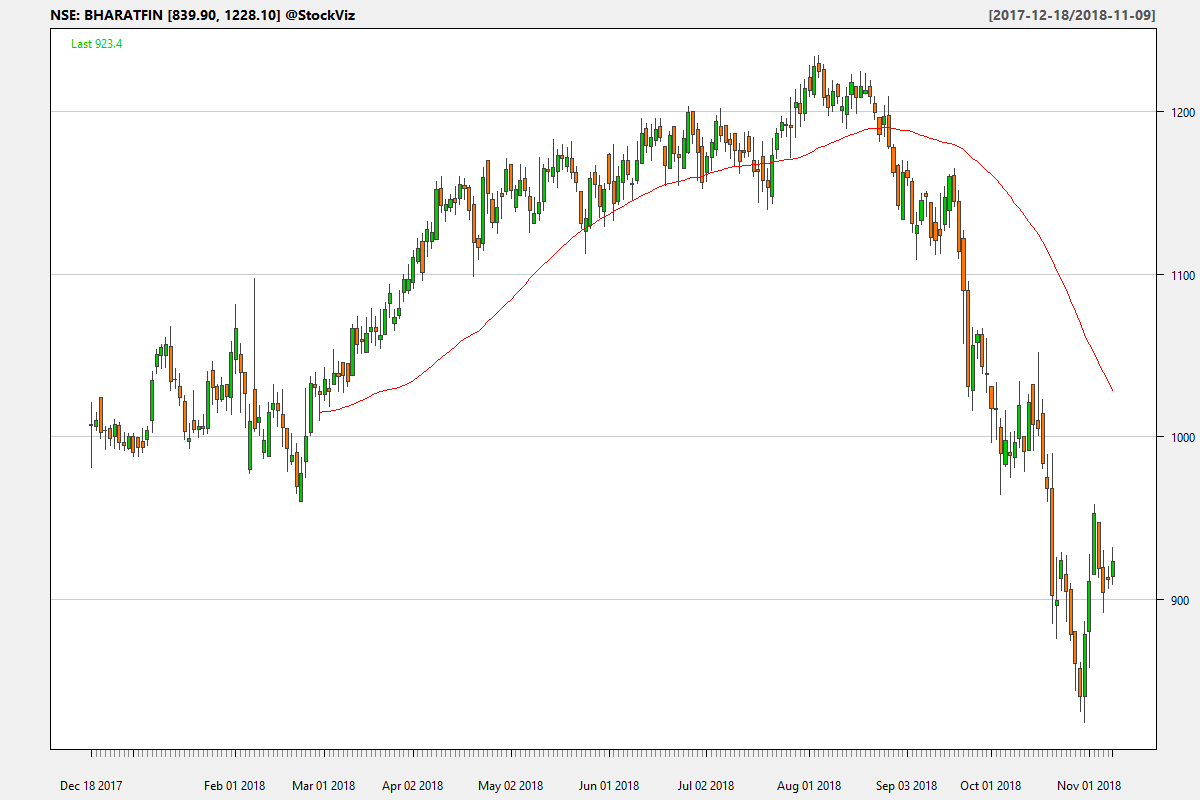 NSE: BHARATFIN [839.90, 1228.10] @StockViz [2017-12-18/2018-11-09]
Last 923.4
1200
1100
1000
900
Dec 18 2017 Feb 01 2018 Mar 01 2018 Apr 02 2018 May 02 2018 Jun 01 2018 Jul 02 2018 Aug 01 2018 Sep 03 2018 Oct 01 2018 Nov 01 2018